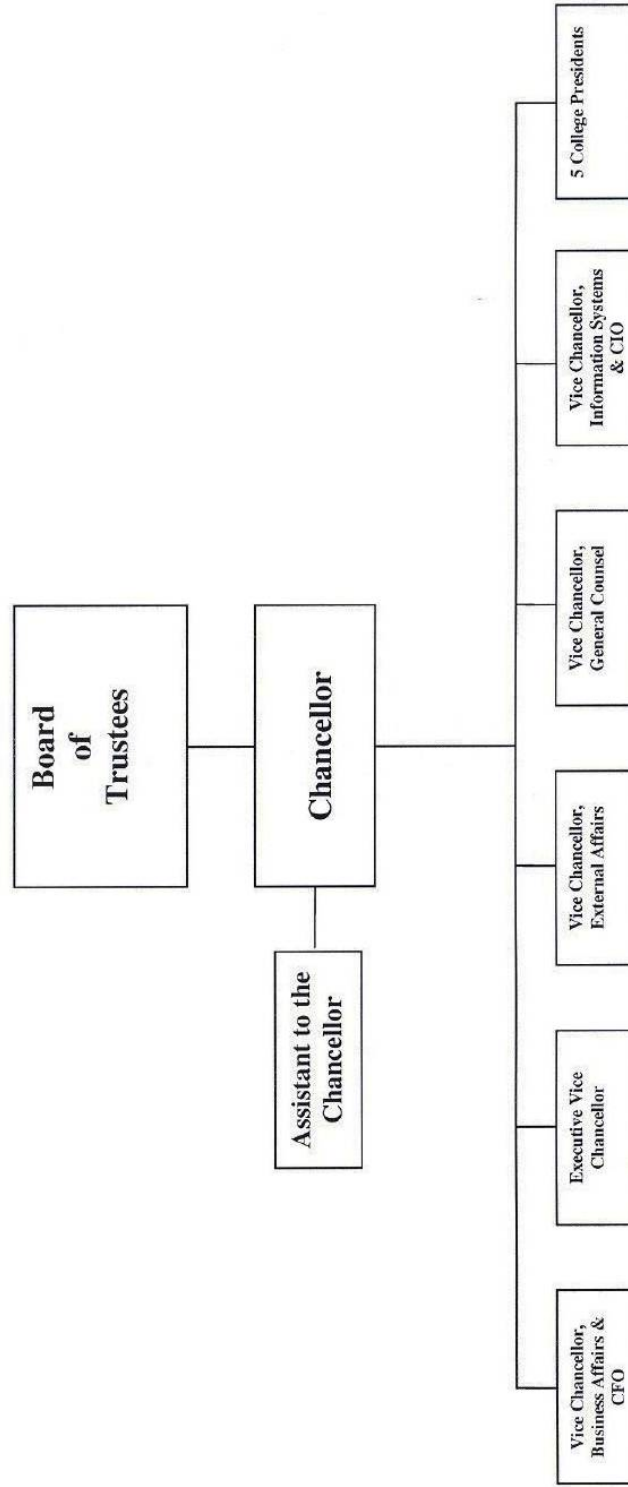 Board
of
Trustees
Chancellor
Assistant to the
Chancellor
Vice Chancellor,
Business Affairs &
CFO
Executive Vice
Chancellor
Vice Chancellor,
External Affairs
Vice Chancellor,
General Counsel
Vice Chancellor,
Information Systems
& CIO
5 College Presidents